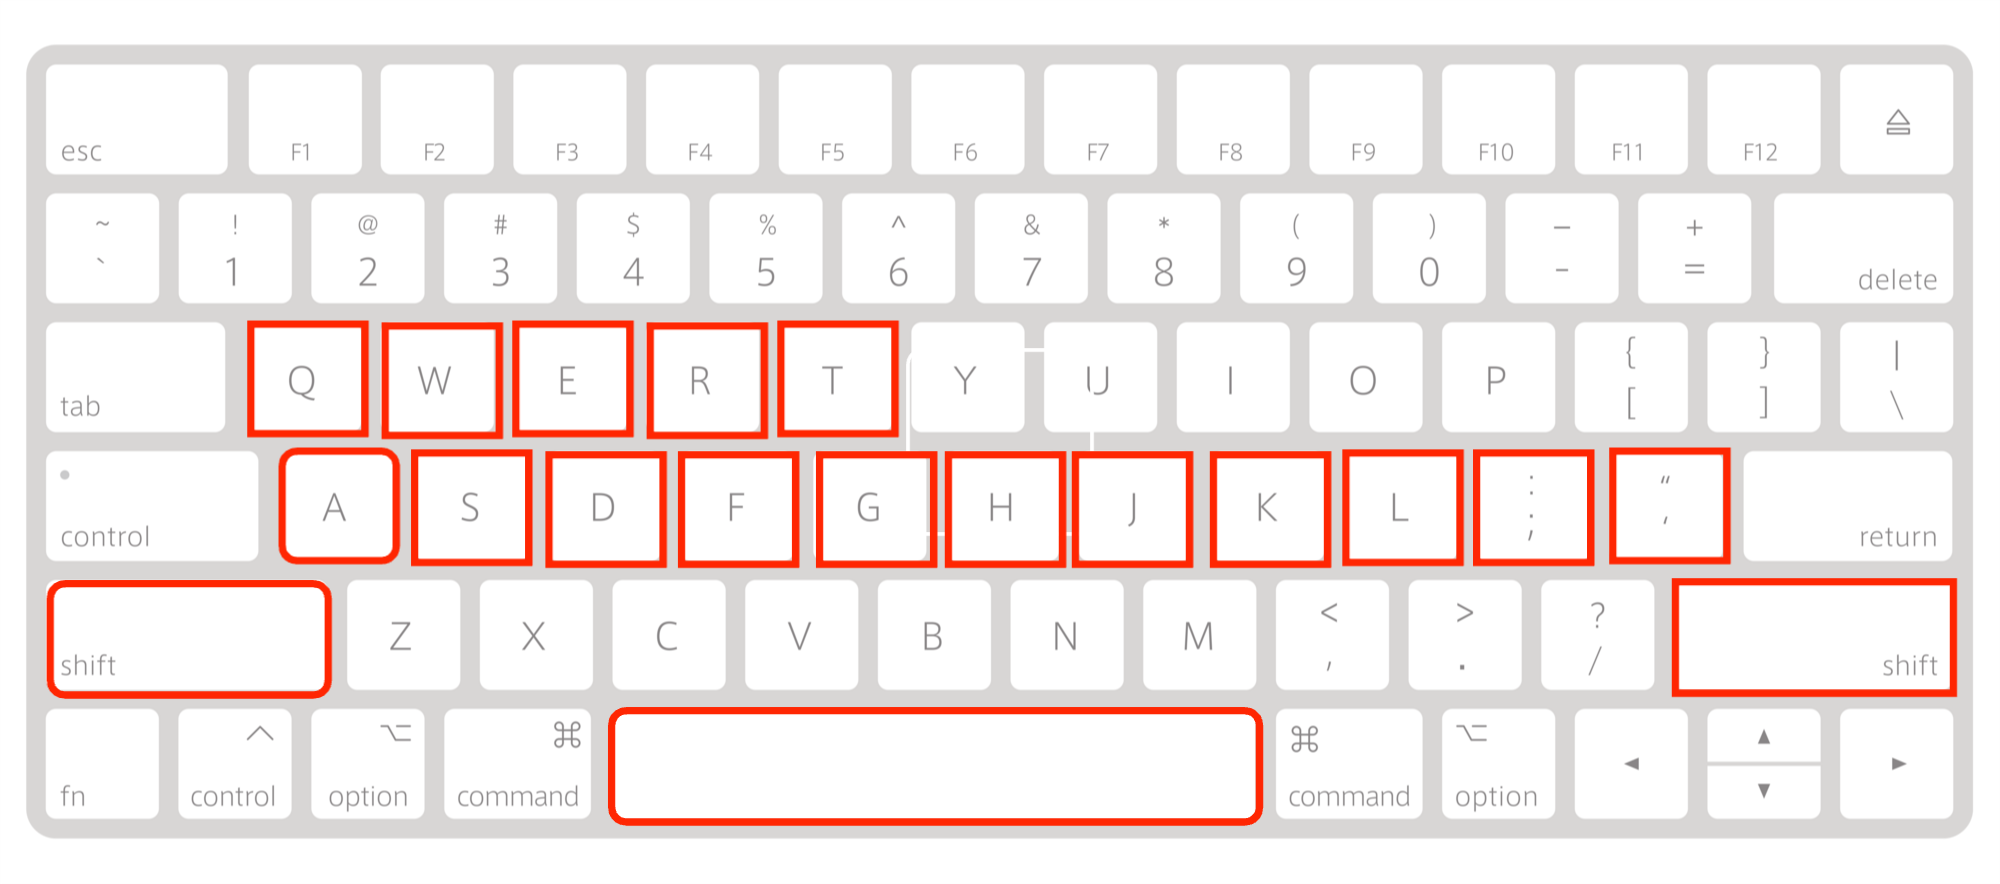 esc F1 F2 F3 F4 F5 F6 F7 F8 F9 F10 F11 F12 ⏏
~ ! @ # $ % ^ & * ( ) – +
` 1 2 3 4 5 6 7 8 9 0 - = delete
tab Q W E R T Y U I O P { [ } ] | \
control A S D F G H J K L : ; “ ‘ return
shift Z X C V B N M < , > . ? / shift
fn ^ control ⌥ option ⌘ command ⌘ command ⌥ option ◀ ▲ ▼ ▶